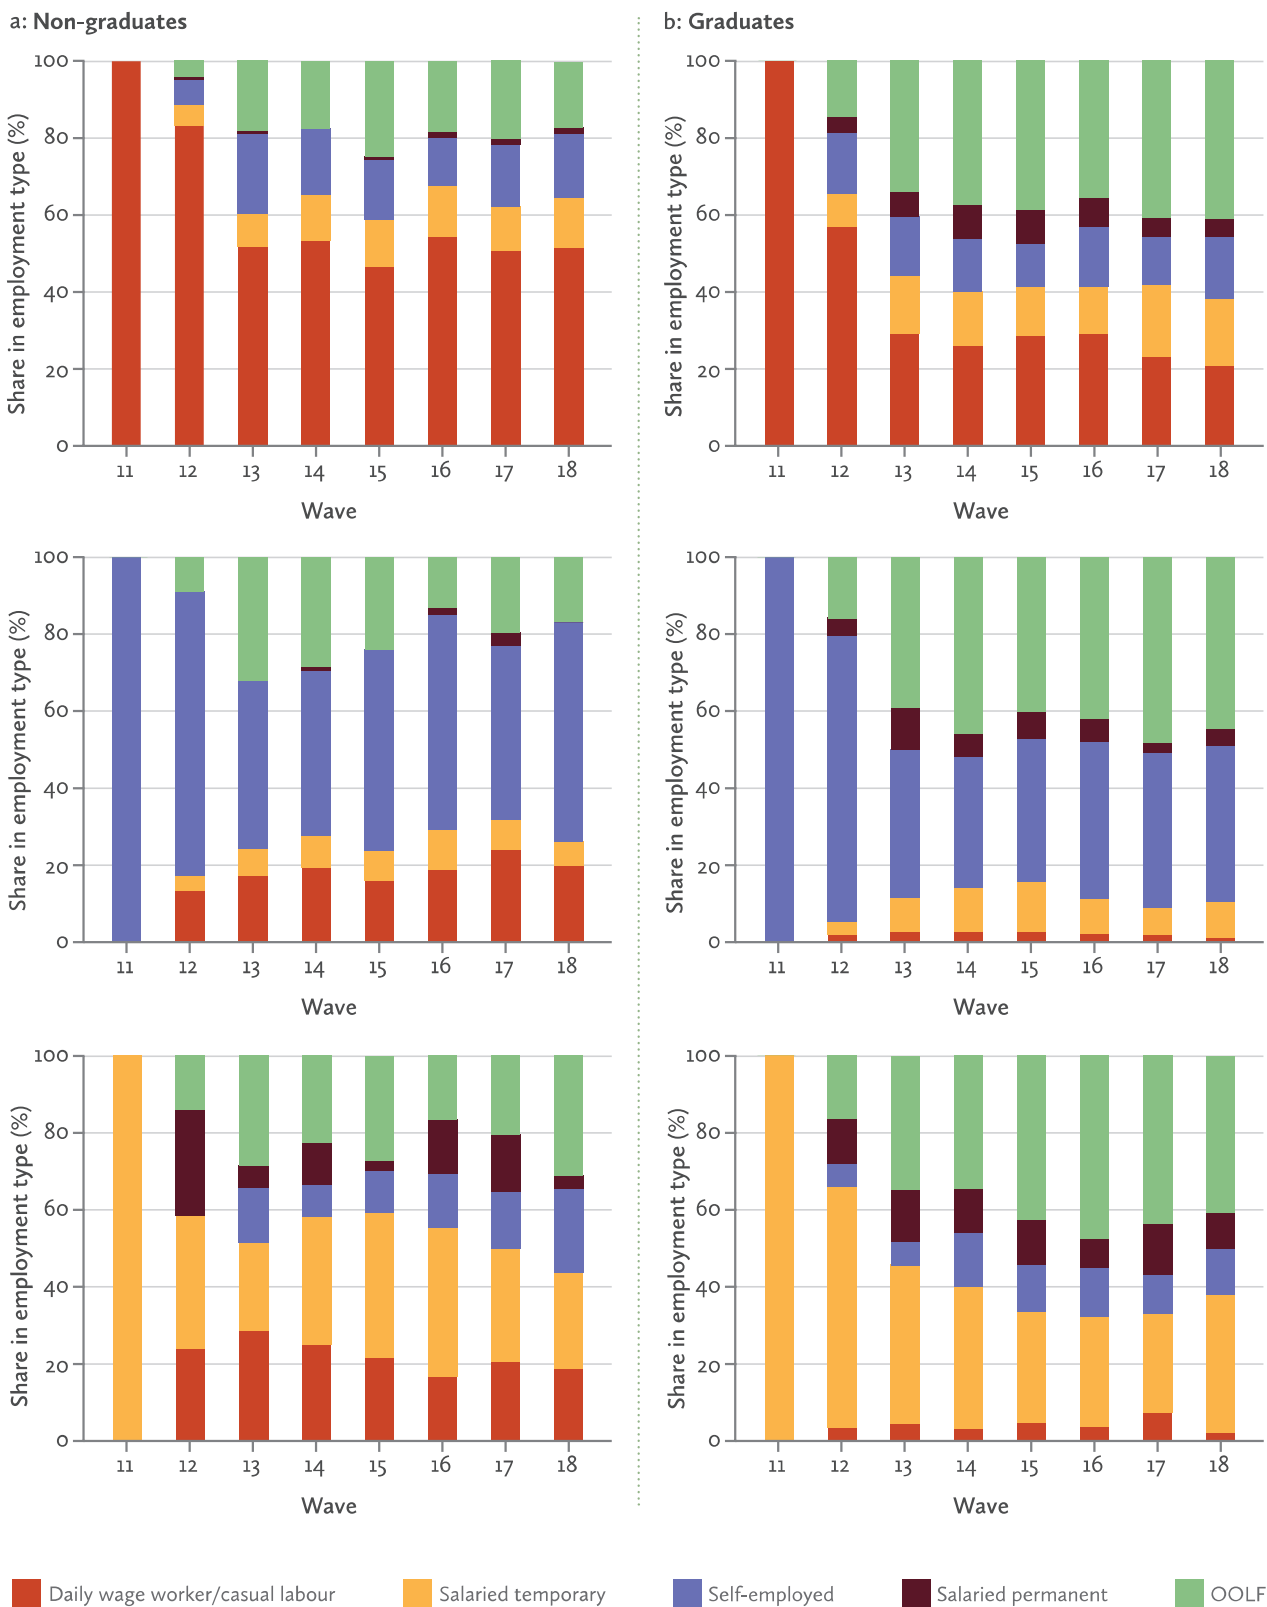 a: Non-graduates
b: Graduates
Share in employment type (%)
100
80
60
40
20
0
11 12 13 14 15 16 17 18
Wave
Share in employment type (%)
100
80
60
40
20
0
11 12 13 14 15 16 17 18
Wave
Share in employment type (%)
100
80
60
40
20
0
11 12 13 14 15 16 17 18
Wave
Share in employment type (%)
100
80
60
40
20
0
11 12 13 14 15 16 17 18
Wave
Share in employment type (%)
100
80
60
40
20
0
11 12 13 14 15 16 17 18
Wave
Share in employment type (%)
100
80
60
40
20
0
11 12 13 14 15 16 17 18
Wave
Daily wage worker/casual labour
Salaried temporary
Self-employed
Salaried permanent
OOLF